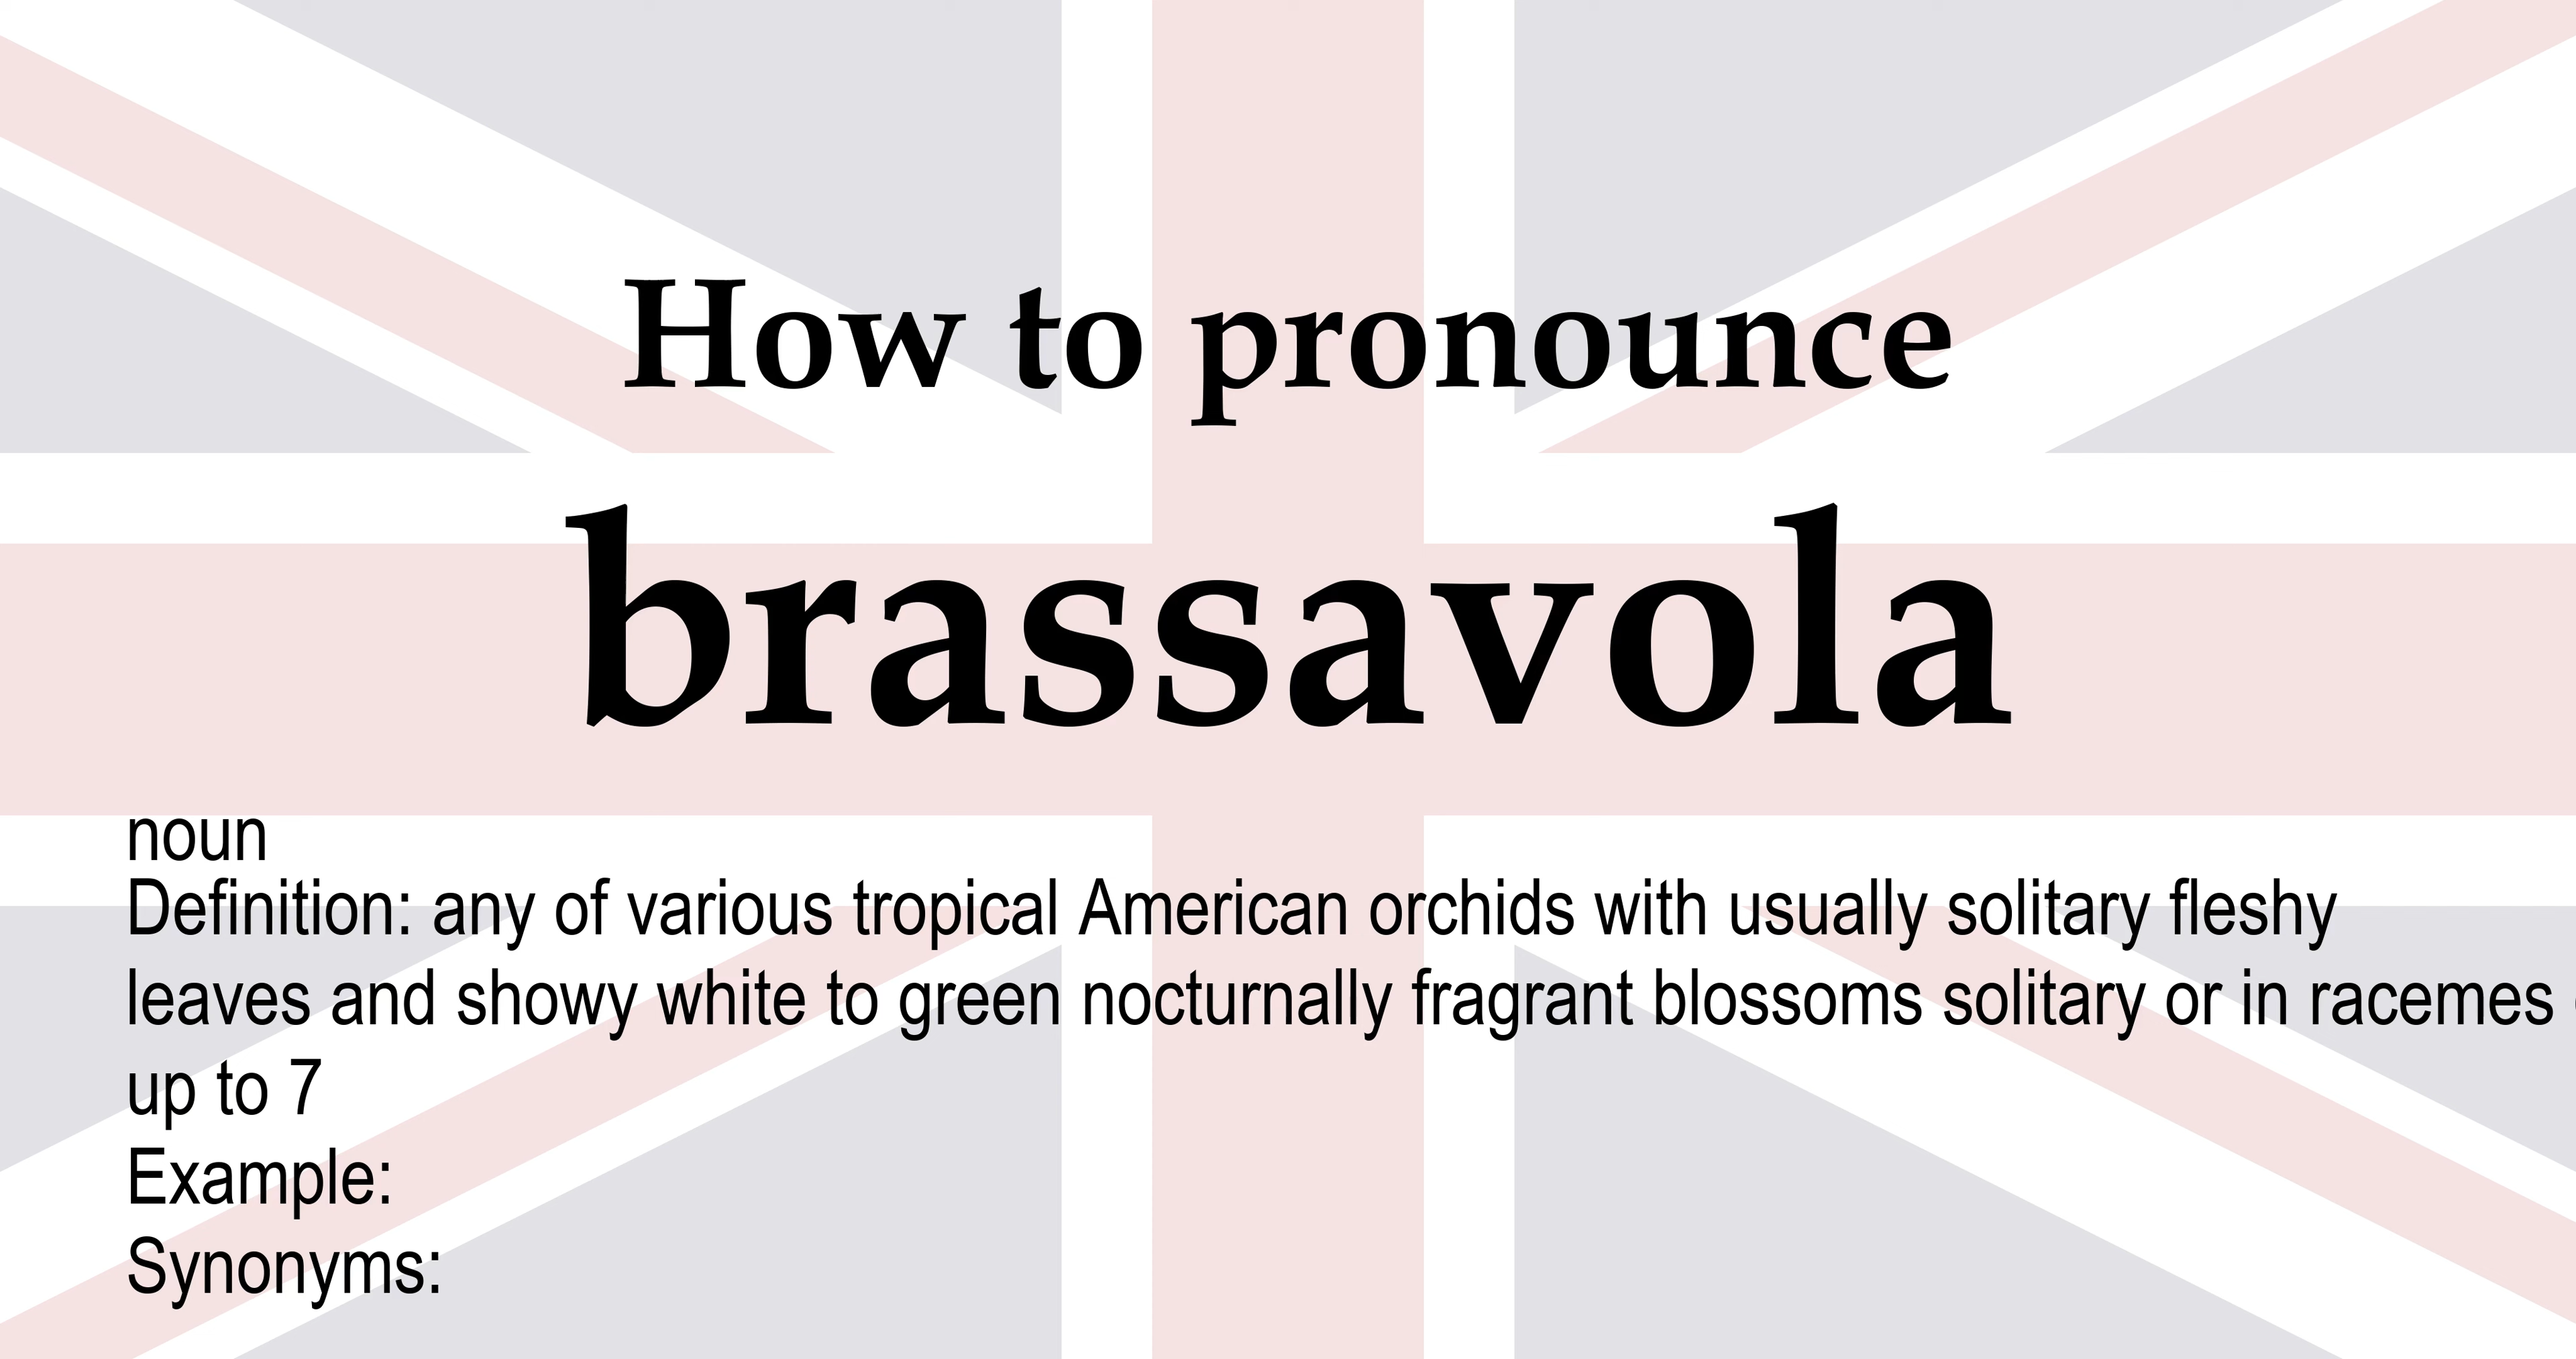 How to pronounce
brassavola
noun
Definition: any of various tropical American orchids with usually solitary fleshy
leaves and showy white to green nocturnally fragrant blossoms solitary or in racemes
up to 7
Example:
Synonyms: